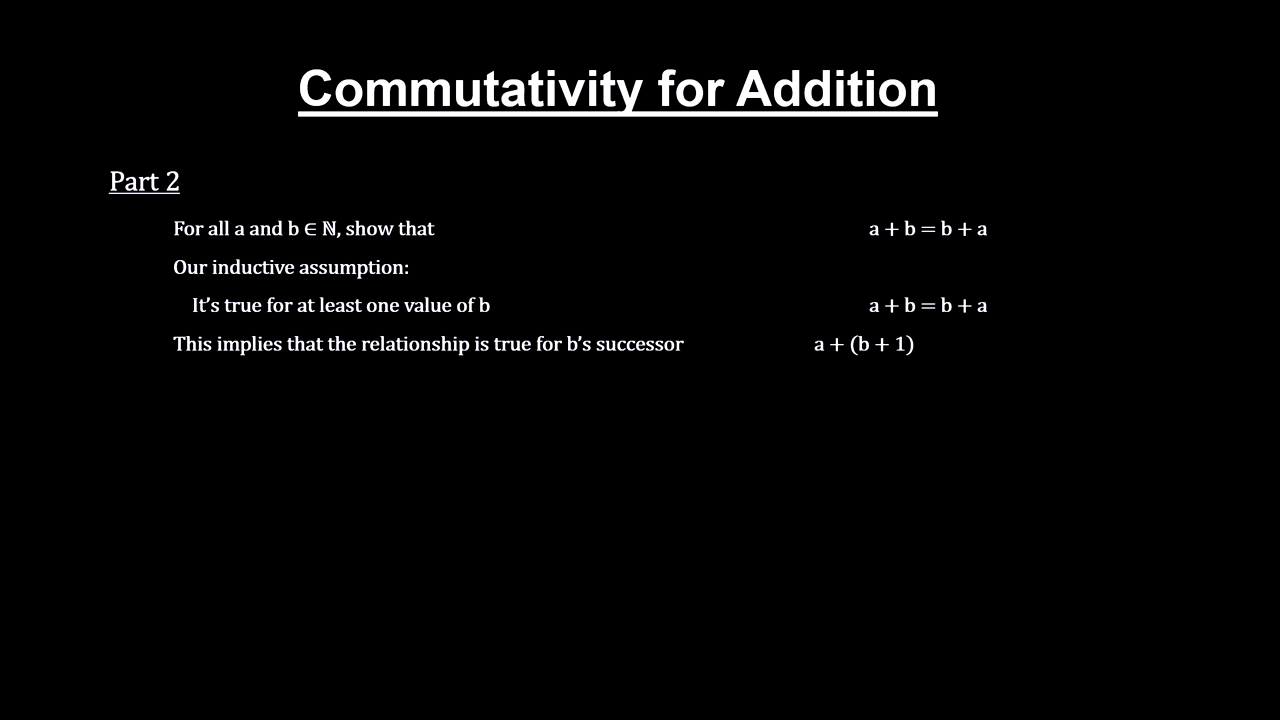 Commutativity for Addition
Part 2
For all a and b ∈ ℕ, show that a + b = b + a
Our inductive assumption:
It’s true for at least one value of b a + b = b + a
This implies that the relationship is true for b’s successor a + (b + 1)